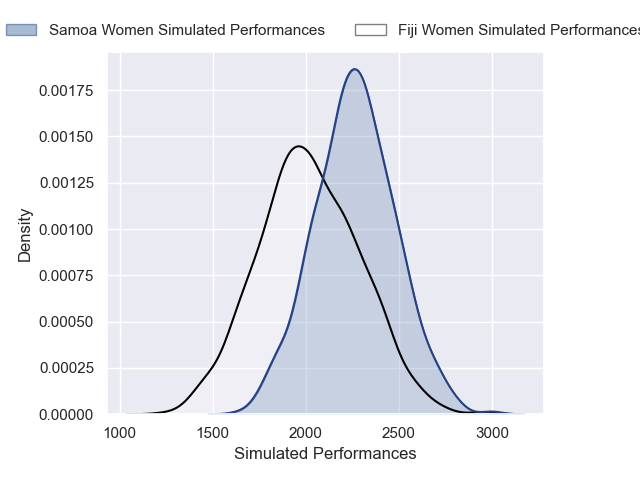 Samoa Women Simulated Performances
Fiji Women Simulated Performances
0.00175
0.00150
0.00125
0.00100
0.00075
0.00050
0.00025
0.00000
Density
1000 1500 2000 2500 3000
Simulated Performances